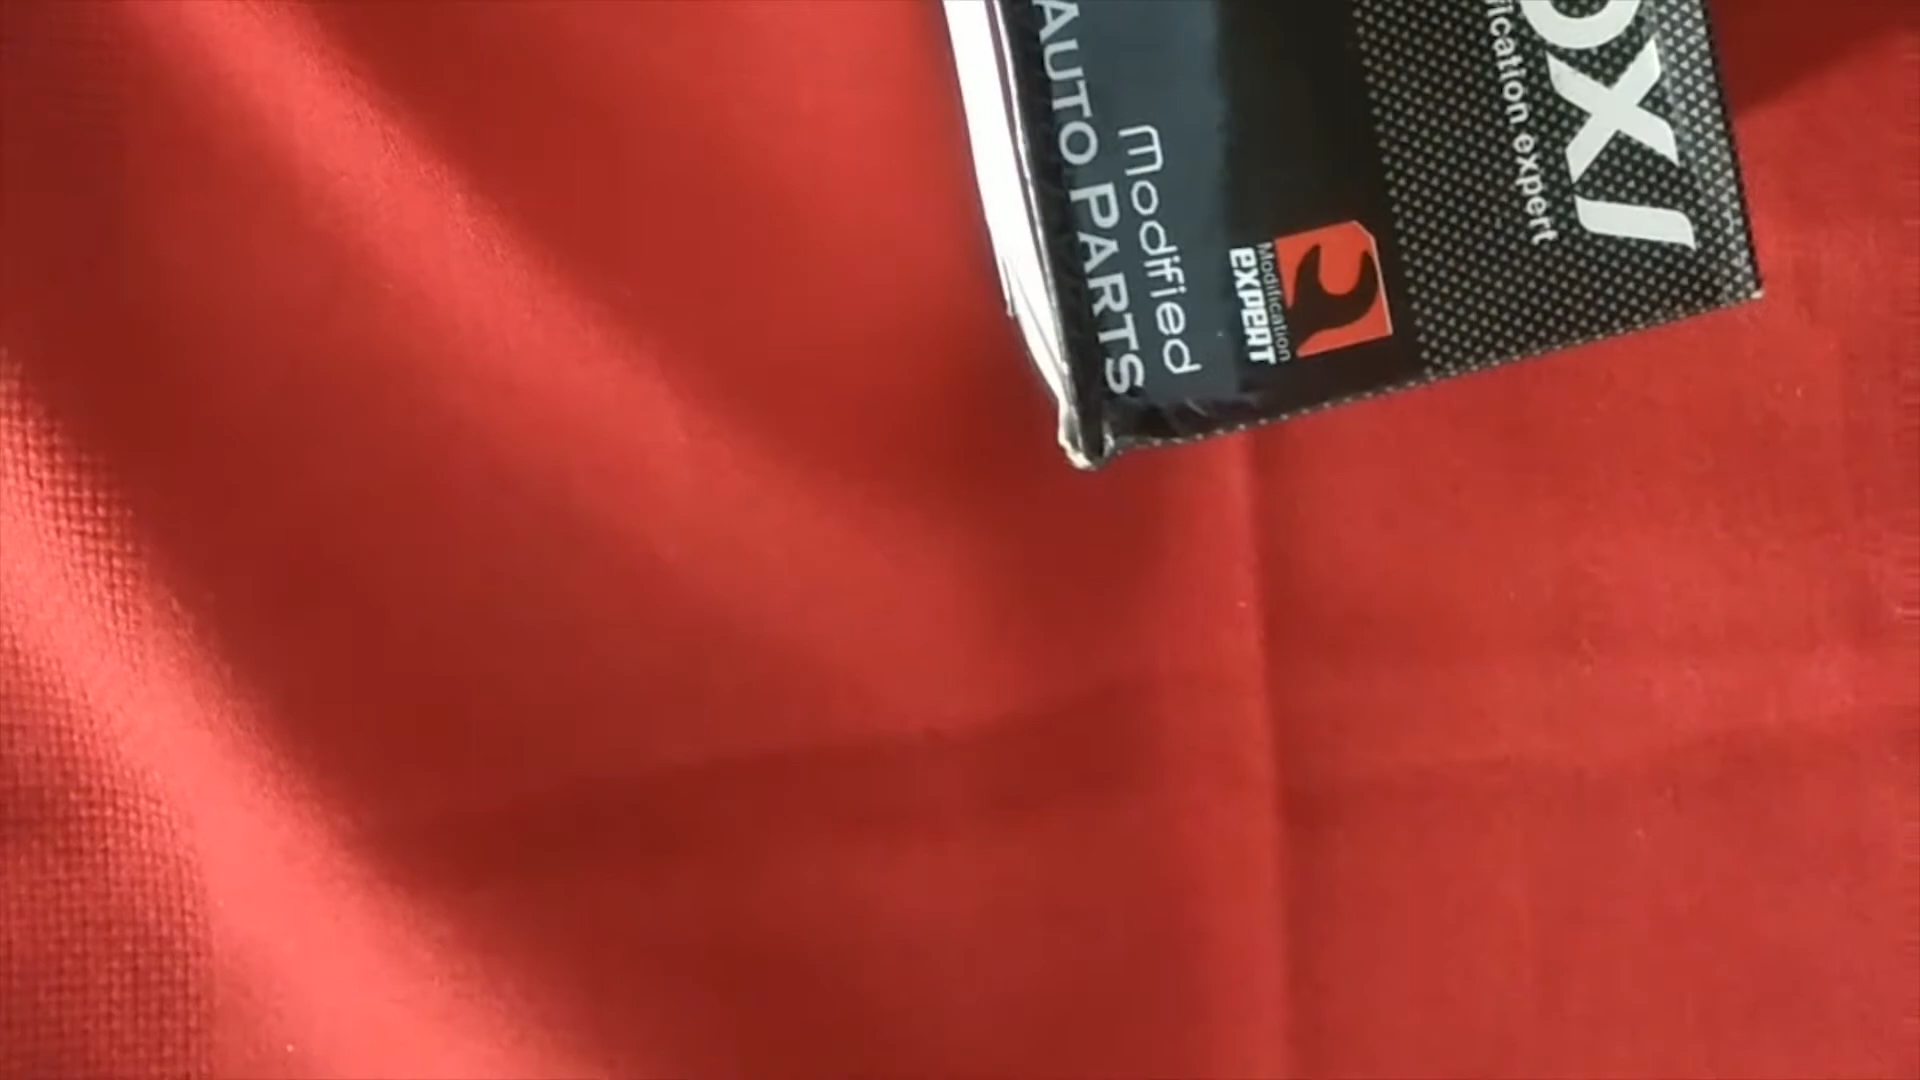 OXI
ication expert
Modification
EXPERT
modified
AUTO PARTS